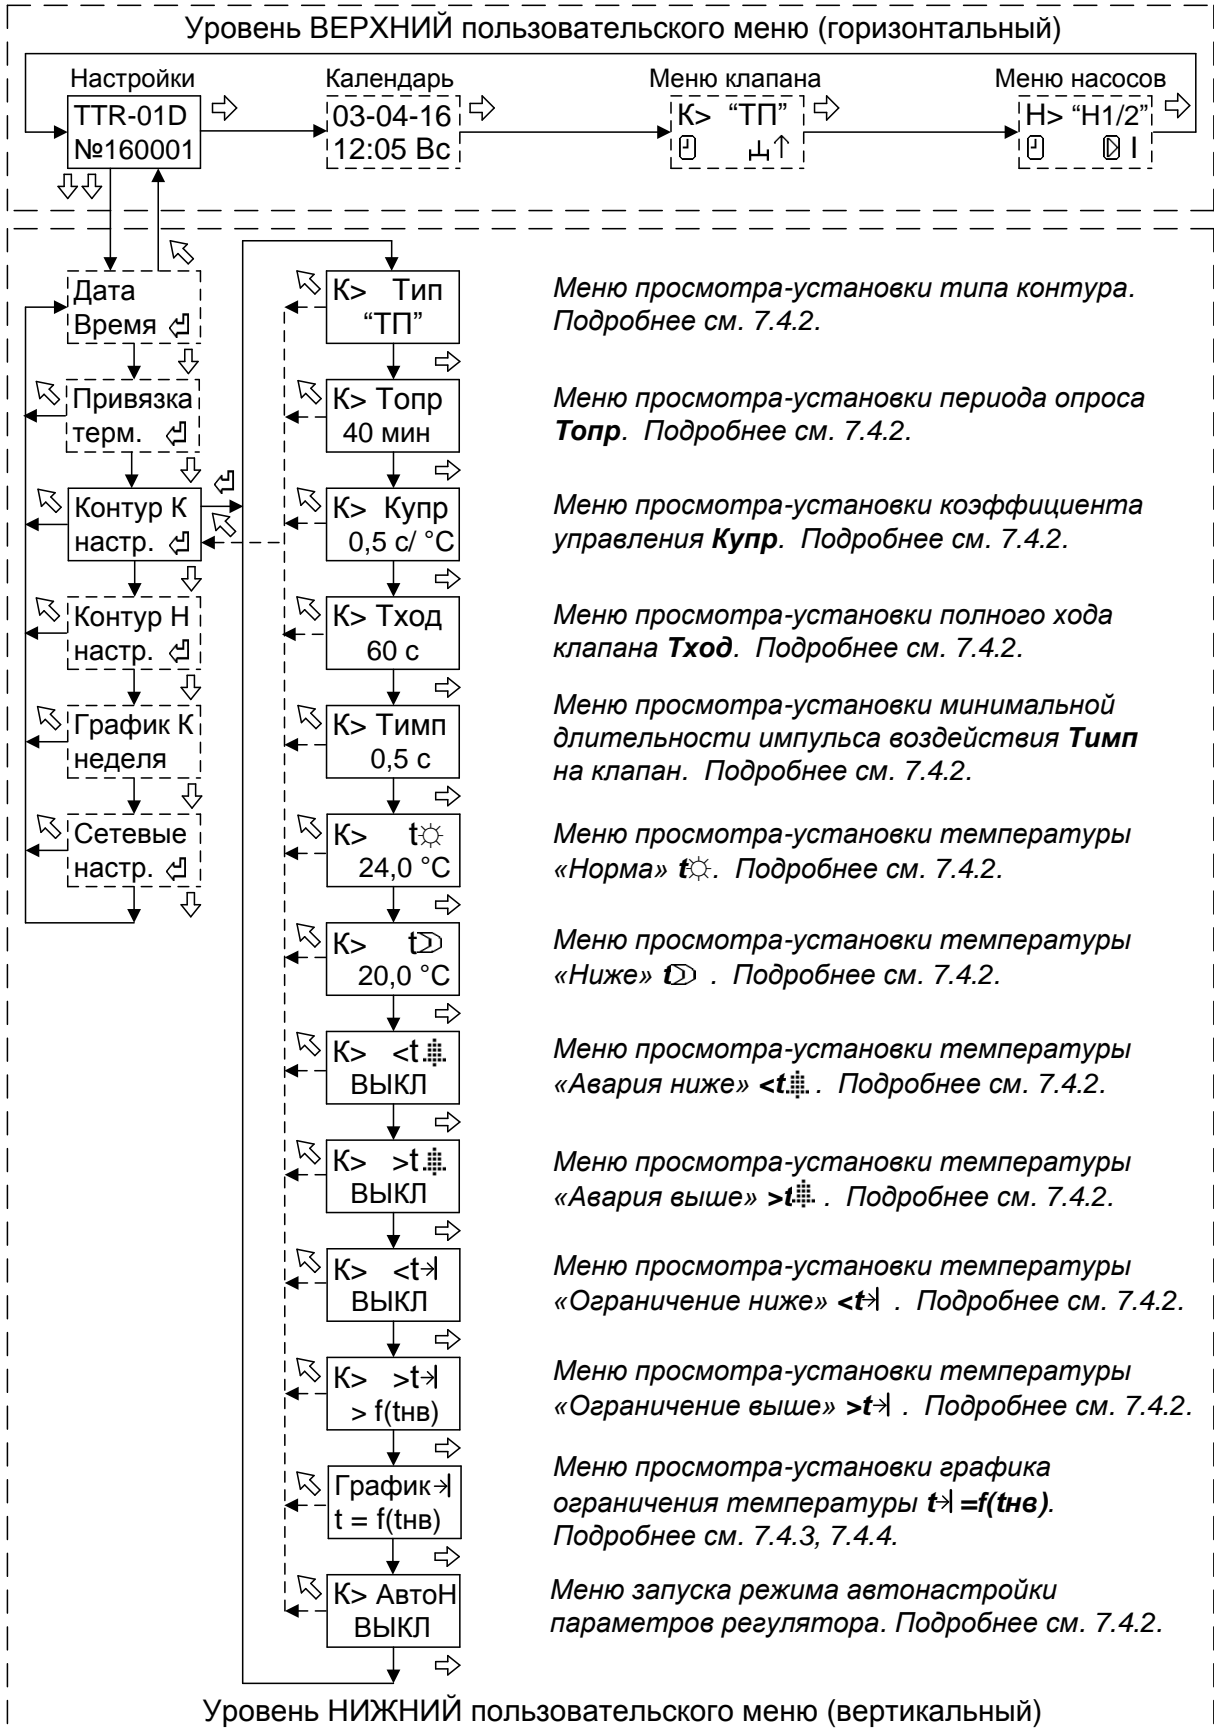 Уровень ВЕРХНИЙ пользовательского меню (горизонтальный)
Настройки
Календарь
Меню клапана
Меню насосов
TTR-01D
№160001
03-04-16
12:05 Вс
К> “ТП”
Н> “Н1/2”
I
Дата
Время
Привязка
терм.
Контур К
настр.
Контур Н
настр.
График К
неделя
Сетевые
настр.
К> Тип
“ТП”
Меню просмотра-установки типа контура.
Подробнее см. 7.4.2.
К> Топр
40 мин
Меню просмотра-установки периода опроса
Топр. Подробнее см. 7.4.2.
К> Купр
0,5 с/ °С
Меню просмотра-установки коэффициента
управления Купр. Подробнее см. 7.4.2.
К> Тход
60 с
Меню просмотра-установки полного хода
клапана Тход. Подробнее см. 7.4.2.
К> Тимп
0,5 с
Меню просмотра-установки минимальной
длительности импульса воздействия Тимп
на клапан. Подробнее см. 7.4.2.
К> t☼
24,0 °С
Меню просмотра-установки температуры
«Норма» t☼. Подробнее см. 7.4.2.
К> t
20,0 °С
Меню просмотра-установки температуры
«Ниже» t . Подробнее см. 7.4.2.
К> <t
ВЫКЛ
Меню просмотра-установки температуры
«Авария ниже» <t . Подробнее см. 7.4.2.
К> >t
ВЫКЛ
Меню просмотра-установки температуры
«Авария выше» >t . Подробнее см. 7.4.2.
К> <t→|
ВЫКЛ
Меню просмотра-установки температуры
«Ограничение ниже» <t→| . Подробнее см. 7.4.2.
К> >t→|
> f(tнв)
Меню просмотра-установки температуры
«Ограничение выше» >t→| . Подробнее см. 7.4.2.
График→|
t = f(tнв)
Меню просмотра-установки графика
ограничения температуры t→| =f(tнв).
Подробнее см. 7.4.3, 7.4.4.
К> АвтоН
ВЫКЛ
Меню запуска режима автонастройки
параметров регулятора. Подробнее см. 7.4.2.
Уровень НИЖНИЙ пользовательского меню (вертикальный)